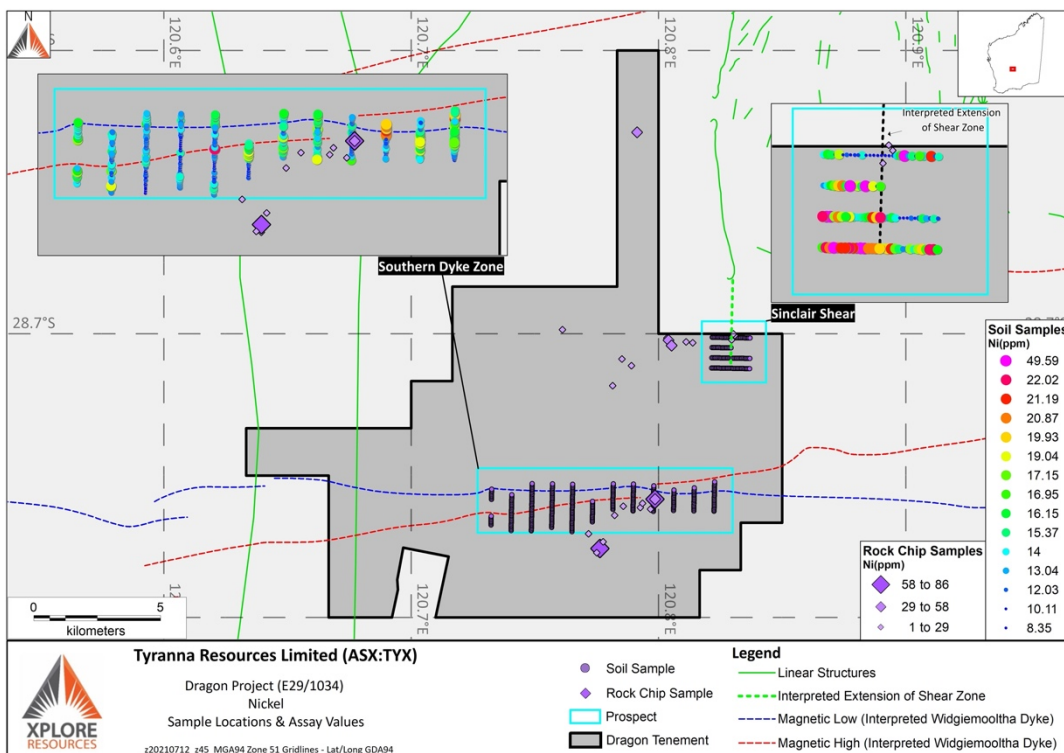 N
120.6°E
120.7°E
120.8°E
120.9°E
Interpreted Extension
of Shear Zone
Southern Dyke Zone
Sinclair Shear
28.7°S
Soil Samples
Ni(ppm)
49.59
22.02
21.19
20.87
19.93
19.04
17.15
16.95
16.15
15.37
14
13.04
12.03
10.11
8.35
Rock Chip Samples
Ni(ppm)
58 to 86
29 to 58
1 to 29
120.7°E
120.8°E
0 5
kilometers
XPLORE
RESOURCES
Tyranna Resources Limited (ASX:TYX)
Dragon Project (E29/1034)
Nickel
Sample Locations & Assay Values
z20210712_z45_MGA94 Zone 51 Gridlines - Lat/Long GDA94
Soil Sample
Rock Chip Sample
Prospect
Dragon Tenement
Legend
Linear Structures
Interpreted Extension of Shear Zone
Magnetic Low (Interpreted Widgiemooltha Dyke)
Magnetic High (Interpreted Widgiemooltha Dyke)